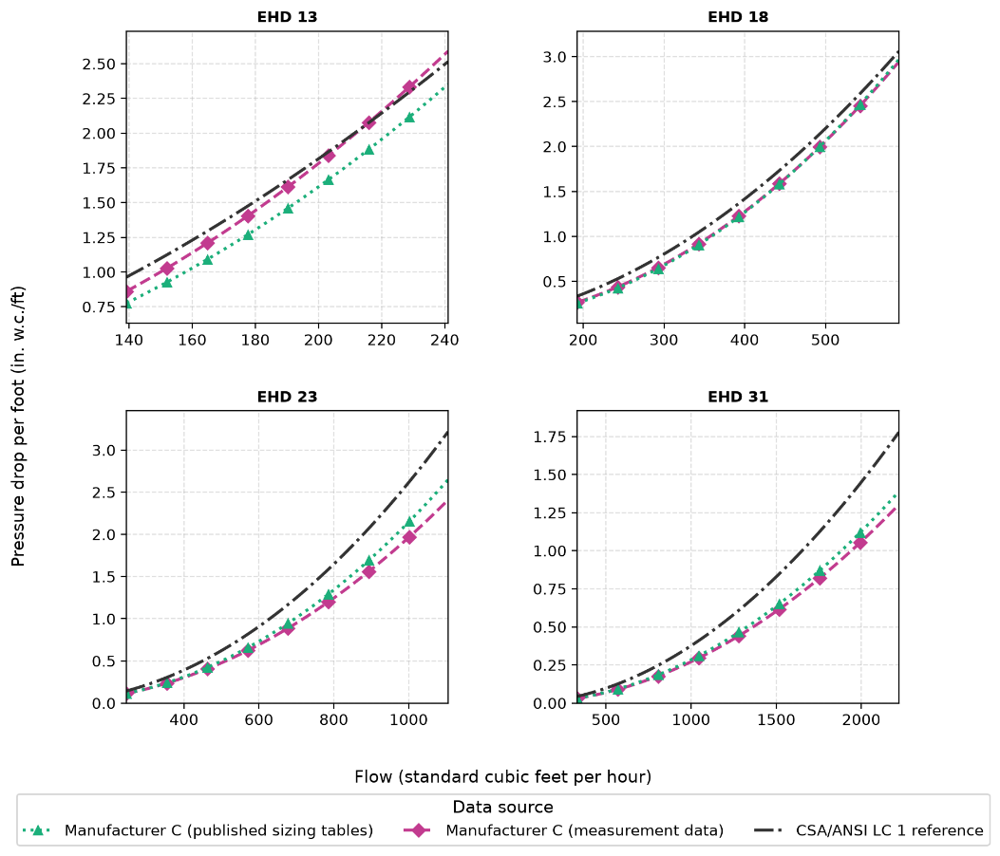 EHD 13
EHD 18
2.50
2.25
2.00
1.75
1.50
1.25
1.00
0.75
140 160 180 200 220 240
3.0
2.5
2.0
1.5
1.0
0.5
200 300 400 500
Pressure drop per foot (in. w.c./ft)
EHD 23
EHD 31
3.0
2.5
2.0
1.5
1.0
0.5
0.0
400 600 800 1000
1.75
1.50
1.25
1.00
0.75
0.50
0.25
0.00
500 1000 1500 2000
Flow (standard cubic feet per hour)
Data source
Manufacturer C (published sizing tables) Manufacturer C (measurement data) CSA/ANSI LC 1 reference